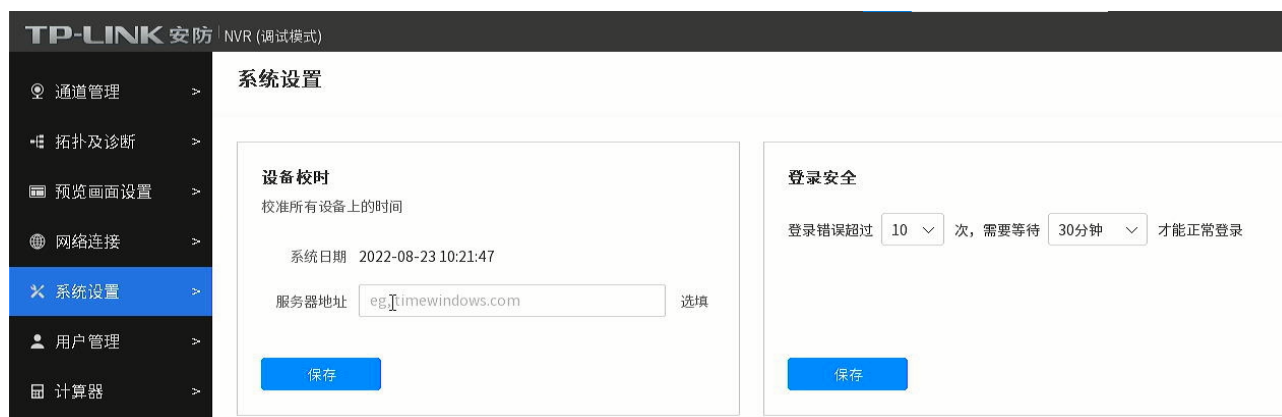 TP-LINK 安防 NVR (调试模式)
通道管理 >
拓扑及诊断 >
预览画面设置 >
网络连接 >
系统设置 >
用户管理 >
计算器 >
系统设置
设备校时
校准所有设备上的时间
系统日期 2022-08-23 10:21:47
服务器地址 eg,timewindows.com 选填
保存
登录安全
登录错误超过 10 次，需要等待 30分钟 才能正常登录
保存